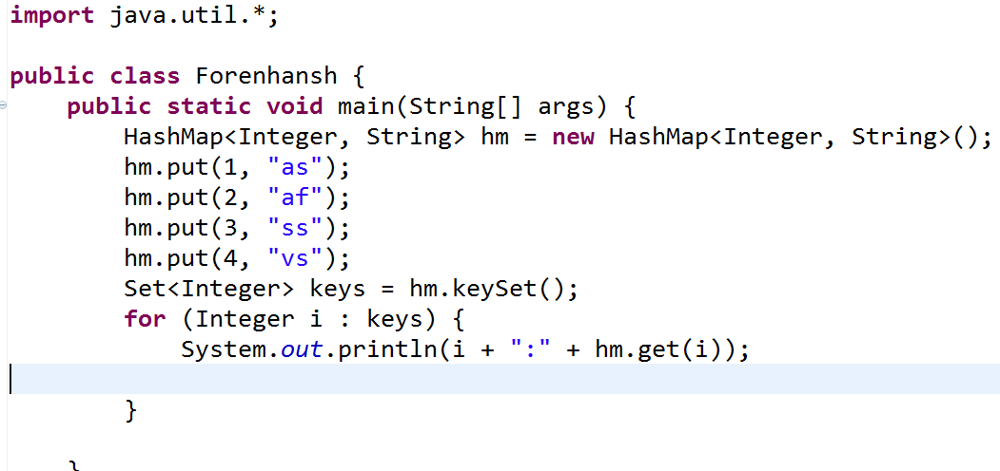 import java.util.*;
public class Forenhansh {
public static void main(String[] args) {
HashMap<Integer, String> hm = new HashMap<Integer, String>();
hm.put(1, "as");
hm.put(2, "af");
hm.put(3, "ss");
hm.put(4, "vs");
Set<Integer> keys = hm.keySet();
for (Integer i : keys) {
System.out.println(i + ":" + hm.get(i));
}
}